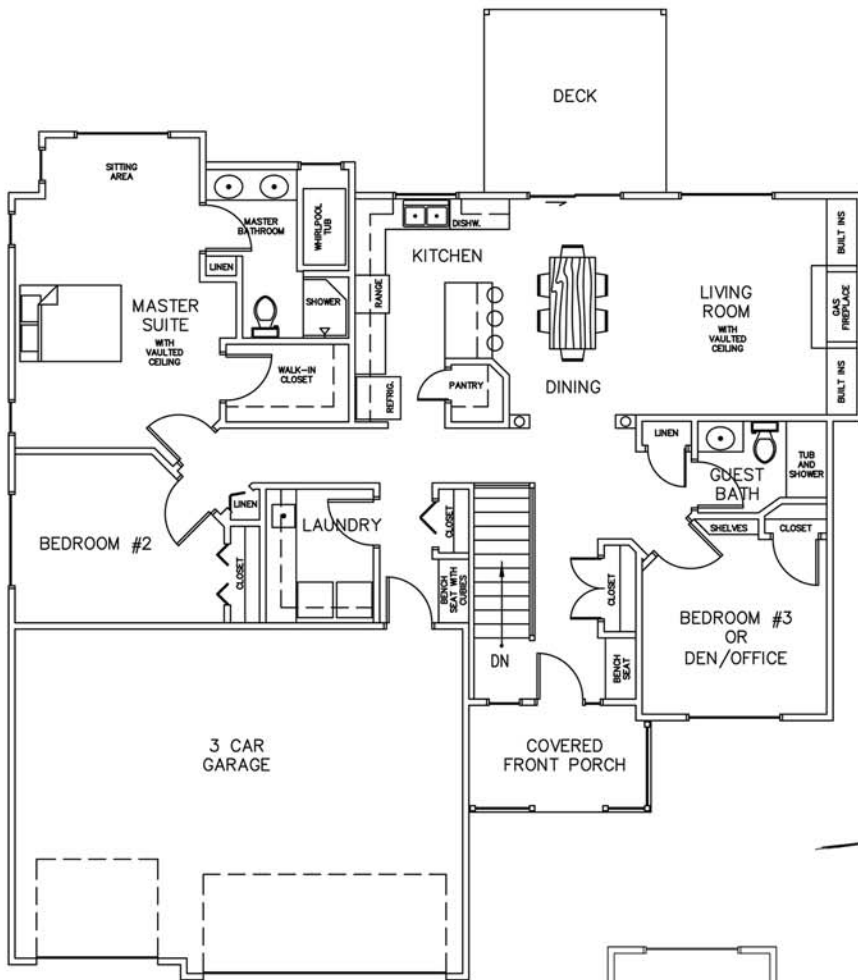 DECK
SITTING
AREA
MASTER
BATHROOM
WHIRLPOOL
TUB
DISHW.
KITCHEN
LINEN
SHOWER
RANGE
MASTER
SUITE
WITH
VAULTED
CEILING
LIVING
ROOM
WITH
VAULTED
CEILING
BUILT INS
GAS
FIREPLACE
BUILT INS
WALK-IN
CLOSET
REFRIG.
PANTRY
DINING
LINEN
GUEST
BATH
TUB
AND
SHOWER
BEDROOM #2
LINEN
CLOSET
LAUNDRY
CLOSET
BENCH
SEAT WITH
CUBIES
DN
CLOSET
BENCH
SEAT
SHELVES
CLOSET
BEDROOM #3
OR
DEN/OFFICE
3 CAR
GARAGE
COVERED
FRONT PORCH